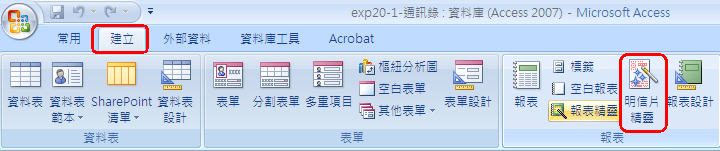 exp20-1-通訊錄 : 資料庫 (Access 2007) - Microsoft Access
常用 建立 外部資料 資料庫工具 Acrobat
資料表 資料表範本 SharePoint清單 資料表設計
資料表
表單 分割表單 多重項目 樞紐分析圖 空白表單 其他表單 表單設計
表單
報表 標籤 空白報表 報表精靈 明信片精靈 報表設計
報表